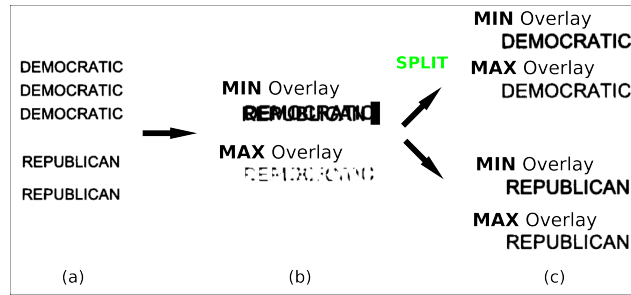 DEMOCRATIC
DEMOCRATIC
DEMOCRATIC
REPUBLICAN
REPUBLICAN
(a)
MIN Overlay
MAX Overlay
(b)
SPLIT
MIN Overlay
DEMOCRATIC
MAX Overlay
DEMOCRATIC
MIN Overlay
REPUBLICAN
MAX Overlay
REPUBLICAN
(c)